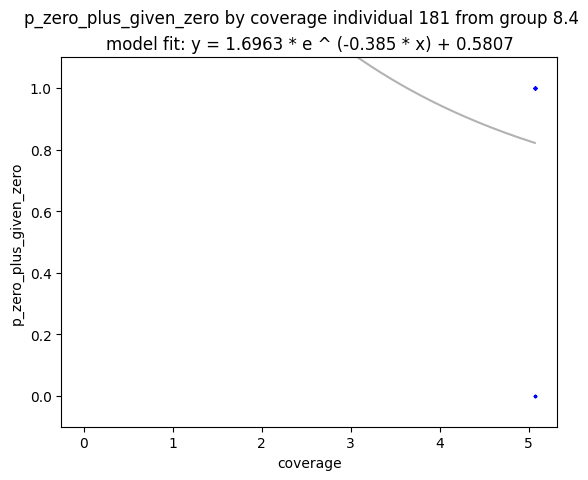 p_zero_plus_given_zero by coverage individual 181 from group 8.4
model fit: y = 1.6963 * e ^ (-0.385 * x) + 0.5807
1.0
0.8
0.6
0.4
0.2
0.0
p_zero_plus_given_zero
0 1 2 3 4 5
coverage